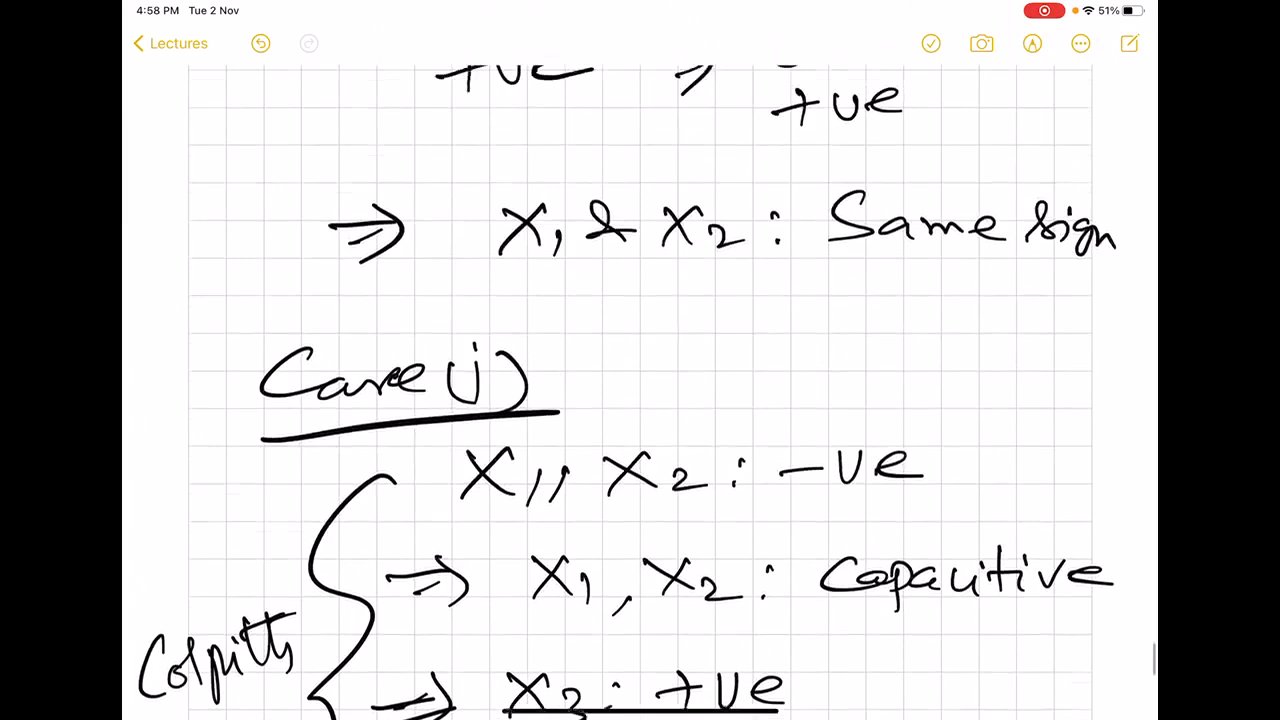 4:58 PM Tue 2 Nov 51%
Lectures
+ve ⇒
+ve
⇒ X1 & X2 : Same sign
Case (i)
X1, X2 : -ve
⇒ X1, X2 : Capacitive
Colpitts
⇒ X3 : +ve